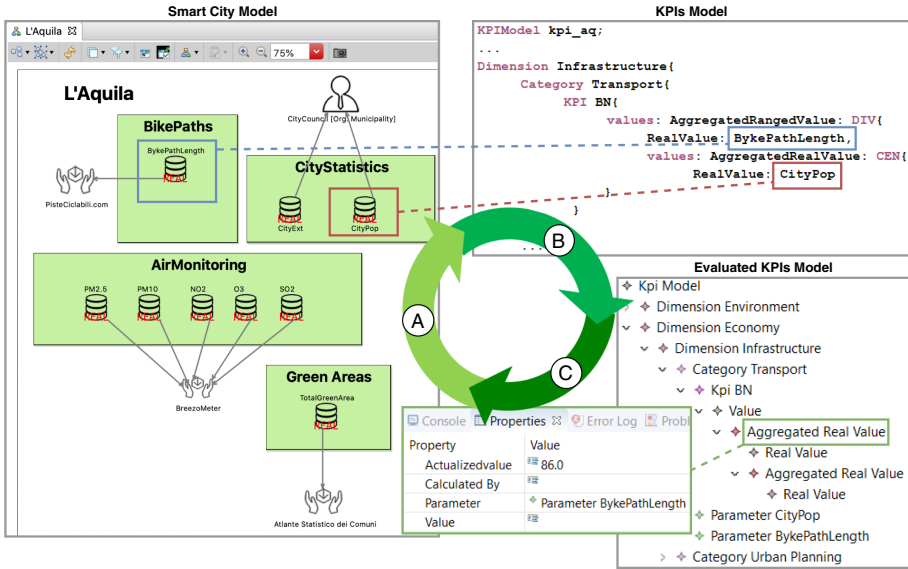 Smart City Model
L'Aquila
75%
L'Aquila
CityCouncil [Org: Municipality]
BikePaths
BykePathLength
REAL
PisteCiclabili.com
CityStatistics
REAL
CityExt
REAL
CityPop
AirMonitoring
PM2.5 PM10 NO2 O3 SO2
REAL REAL REAL REAL REAL
BreezoMeter
Green Areas
TotalGreenArea
REAL
Atlante Statistico dei Comuni
KPIs Model
KPIModel kpi_aq;
...
Dimension Infrastructure{
Category Transport{
KPI BN{
values: AggregatedRangedValue: DIV{
RealValue: BykePathLength,
values: AggregatedRealValue: CEN{
RealValue: CityPop
}
}
...
A
B
C
Evaluated KPIs Model
Kpi Model
Dimension Environment
Dimension Economy
Dimension Infrastructure
Category Transport
Kpi BN
Value
Aggregated Real Value
Real Value
Aggregated Real Value
Real Value
Parameter CityPop
Parameter BykePathLength
Category Urban Planning
Console Properties Error Log Probl
Property Value
Actualizedvalue 86.0
Calculated By
Parameter Parameter BykePathLength
Value